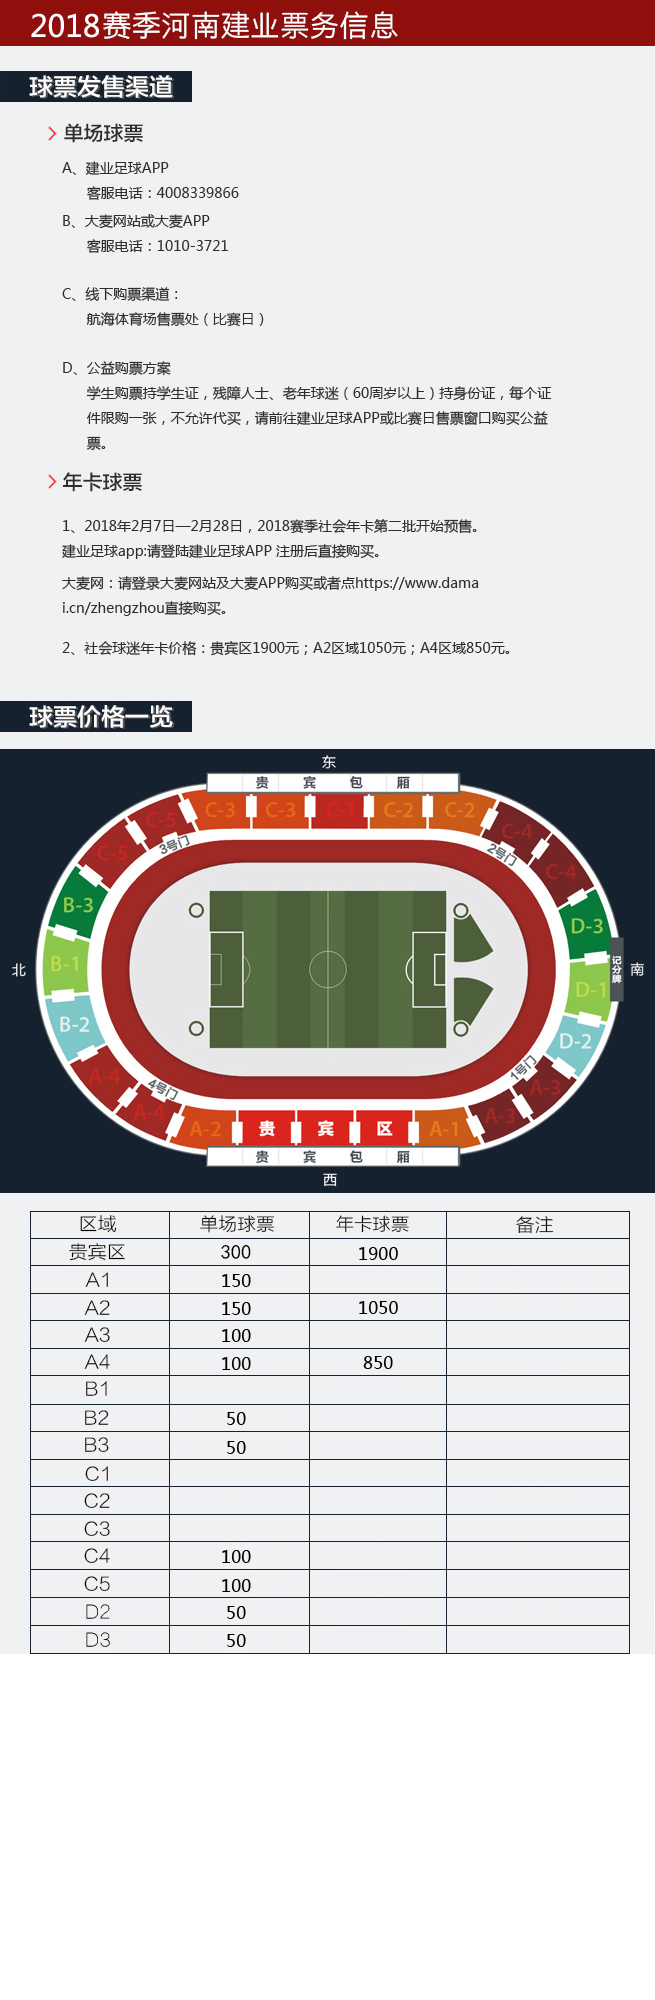 2018赛季河南建业票务信息
球票发售渠道
单场球票
A、建业足球APP
客服电话：4008339866
B、大麦网站或大麦APP
客服电话：1010-3721
C、线下购票渠道：
航海体育场售票处（比赛日）
D、公益购票方案
学生购票持学生证，残障人士、老年球迷（60周岁以上）持身份证，每个证
件限购一张，不允许代买，请前往建业足球APP或比赛日售票窗口购买公益
票。
年卡球票
1、2018年2月7日—2月28日，2018赛季社会年卡第二批开始预售。
建业足球app:请登陆建业足球APP 注册后直接购买。
大麦网：请登录大麦网站及大麦APP购买或者点https://www.dama
i.cn/zhengzhou直接购买。
2、社会球迷年卡价格：贵宾区1900元；A2区域1050元；A4区域850元。
球票价格一览
东
贵 宾 包 厢
C-5 C-3 C-3 C-1 C-2 C-2 C-4
3号门 2号门
C-5 C-4
B-3 D-3
北 B-1 D-1 记分牌 南
B-2 D-2
A-4 4号门 1号门 A-3
A-4 A-2 贵 宾 区 A-1 A-3
贵 宾 包 厢
西
区域 单场球票 年卡球票 备注
贵宾区 300 1900
A1 150
A2 150 1050
A3 100
A4 100 850
B1
B2 50
B3 50
C1
C2
C3
C4 100
C5 100
D2 50
D3 50